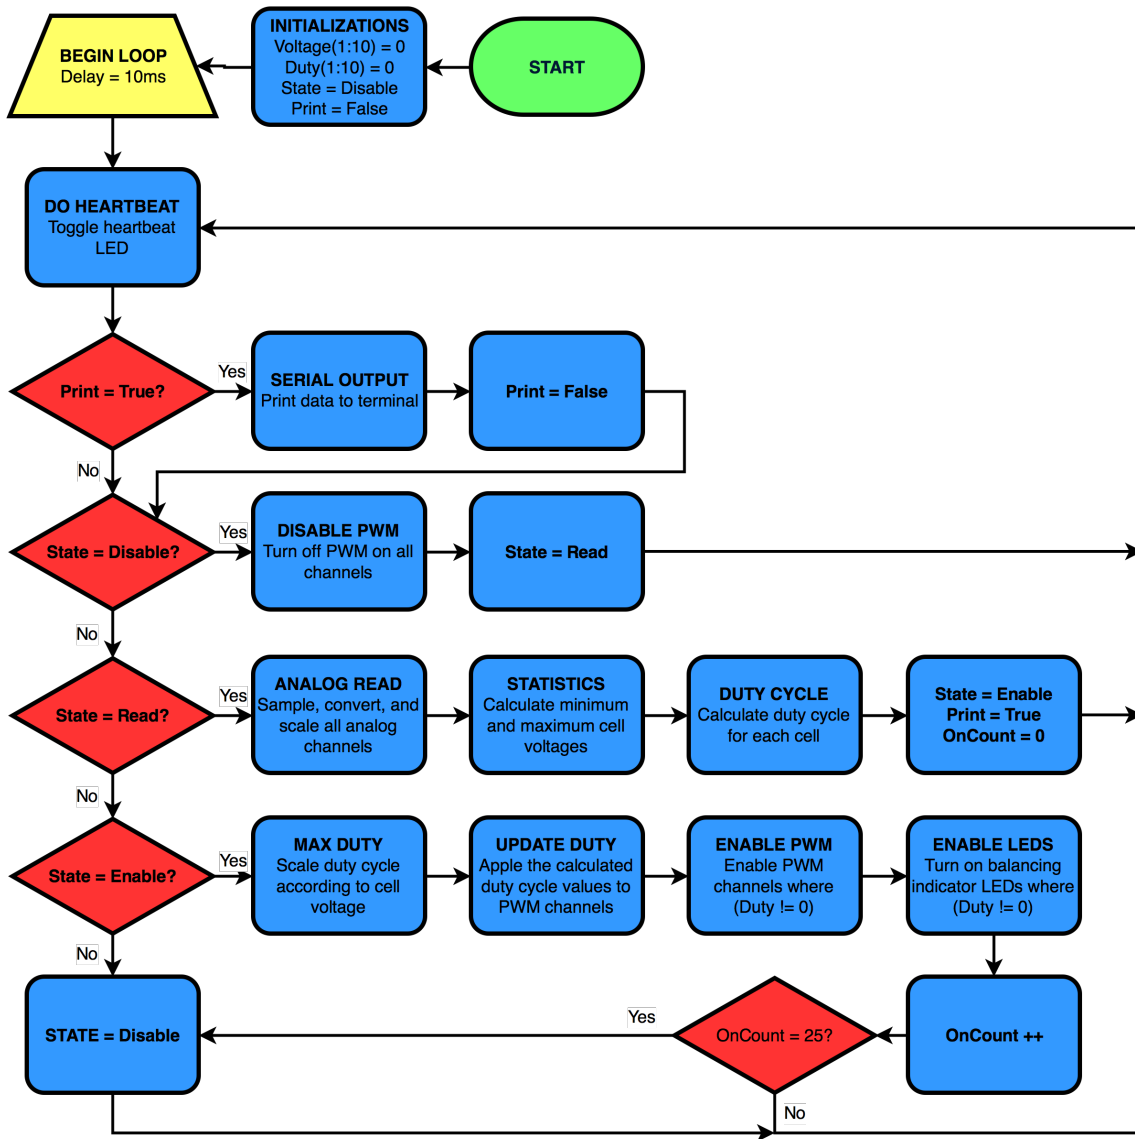 BEGIN LOOP
Delay = 10ms
INITIALIZATIONS
Voltage(1:10) = 0
Duty(1:10) = 0
State = Disable
Print = False
START
DO HEARTBEAT
Toggle heartbeat
LED
Print = True?
Yes
SERIAL OUTPUT
Print data to terminal
Print = False
No
State = Disable?
Yes
DISABLE PWM
Turn off PWM on all
channels
State = Read
No
State = Read?
Yes
ANALOG READ
Sample, convert, and
scale all analog
channels
STATISTICS
Calculate minimum
and maximum cell
voltages
DUTY CYCLE
Calculate duty cycle
for each cell
State = Enable
Print = True
OnCount = 0
No
State = Enable?
Yes
MAX DUTY
Scale duty cycle
according to cell
voltage
UPDATE DUTY
Apply the calculated
duty cycle values to
PWM channels
ENABLE PWM
Enable PWM
channels where
(Duty != 0)
ENABLE LEDS
Turn on balancing
indicator LEDs where
(Duty != 0)
No
STATE = Disable
Yes
OnCount = 25?
OnCount ++
No